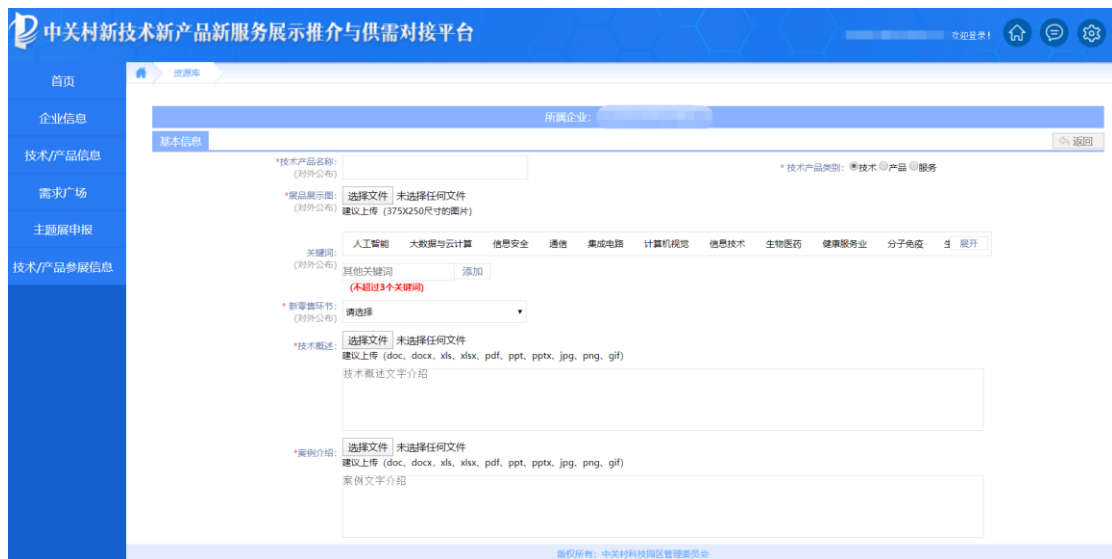 中关村新技术新产品新服务展示推介与供需对接平台
欢迎登录!
首页
企业信息
技术/产品信息
需求广场
主题展申报
技术/产品参展信息
资源库
所属企业:
基本信息
返回
*技术产品名称:
(对外公布)
* 技术产品类别: 技术 产品 服务
*展品展示图: 选择文件 未选择任何文件
(对外公布) 建议上传 (375X250尺寸的图片)
关键词: 人工智能 大数据与云计算 信息安全 通信 集成电路 计算机视觉 信息技术 生物医药 健康服务业 分子免疫 展开
(对外公布) 其他关键词 添加
(不超过3个关键词)
* 新零售环节: 请选择
(对外公布)
*技术概述: 选择文件 未选择任何文件
建议上传 (doc、docx、xls、xlsx、pdf、ppt、pptx、jpg、png、gif)
技术概述文字介绍
*案例介绍: 选择文件 未选择任何文件
建议上传 (doc、docx、xls、xlsx、pdf、ppt、pptx、jpg、png、gif)
案例文字介绍
版权所有: 中关村科技园区管理委员会